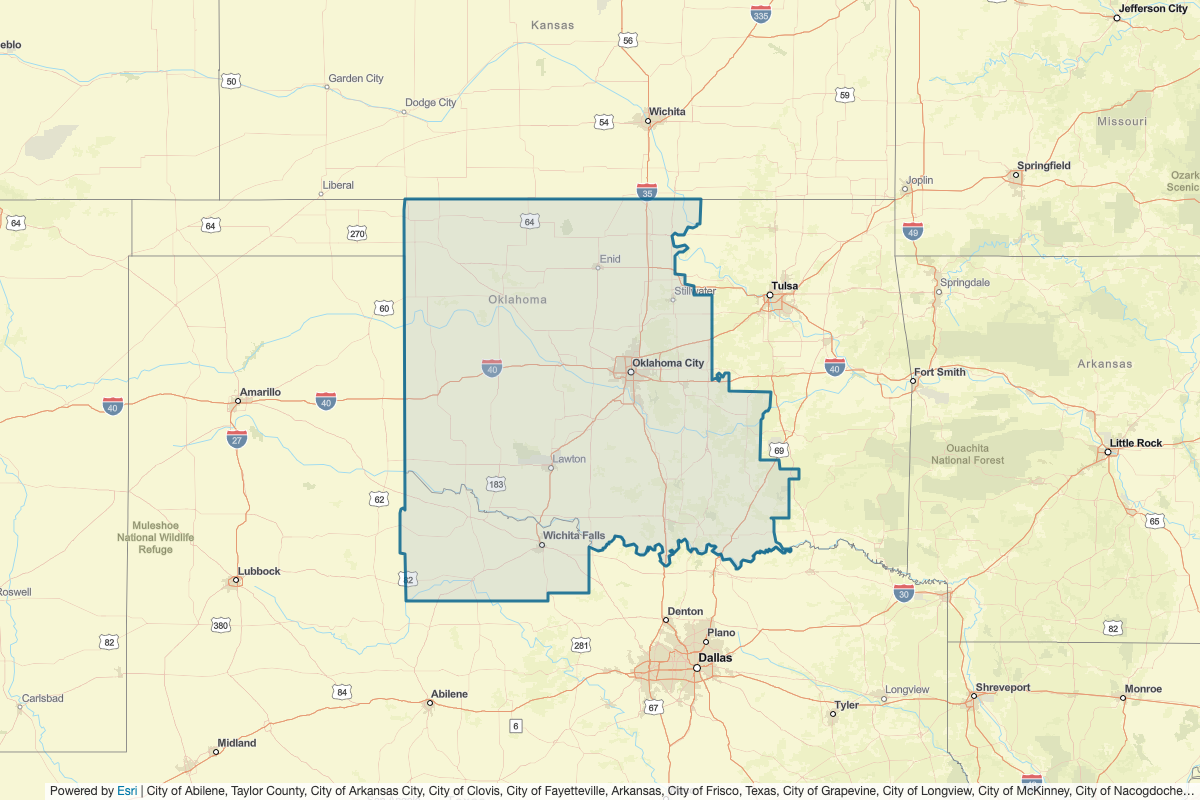 Jefferson City
335
Kansas
56
eblo
50
Garden City
59
Dodge City
Wichita
54
Missouri
Springfield
Joplin
Ozark
Scenic
Liberal
35
64
64
64
270
49
Enid
Tulsa
Springdale
Stillwater
Oklahoma
60
Oklahoma City
Arkansas
40
40
Fort Smith
Amarillo
40
40
27
Little Rock
69
Ouachita
National Forest
Lawton
183
62
65
Muleshoe
National Wildlife
Refuge
Wichita Falls
Lubbock
82
Roswell
30
Denton
380
82
Plano
82
281
Dallas
Carlsbad
84
Abilene
Longview
Shreveport
Monroe
67
Tyler
6
Midland
Powered by Esri | City of Abilene, Taylor County, City of Arkansas City, City of Clovis, City of Fayetteville, Arkansas, City of Frisco, Texas, City of Grapevine, City of Longview, City of McKinney, City of Nacogdoche...